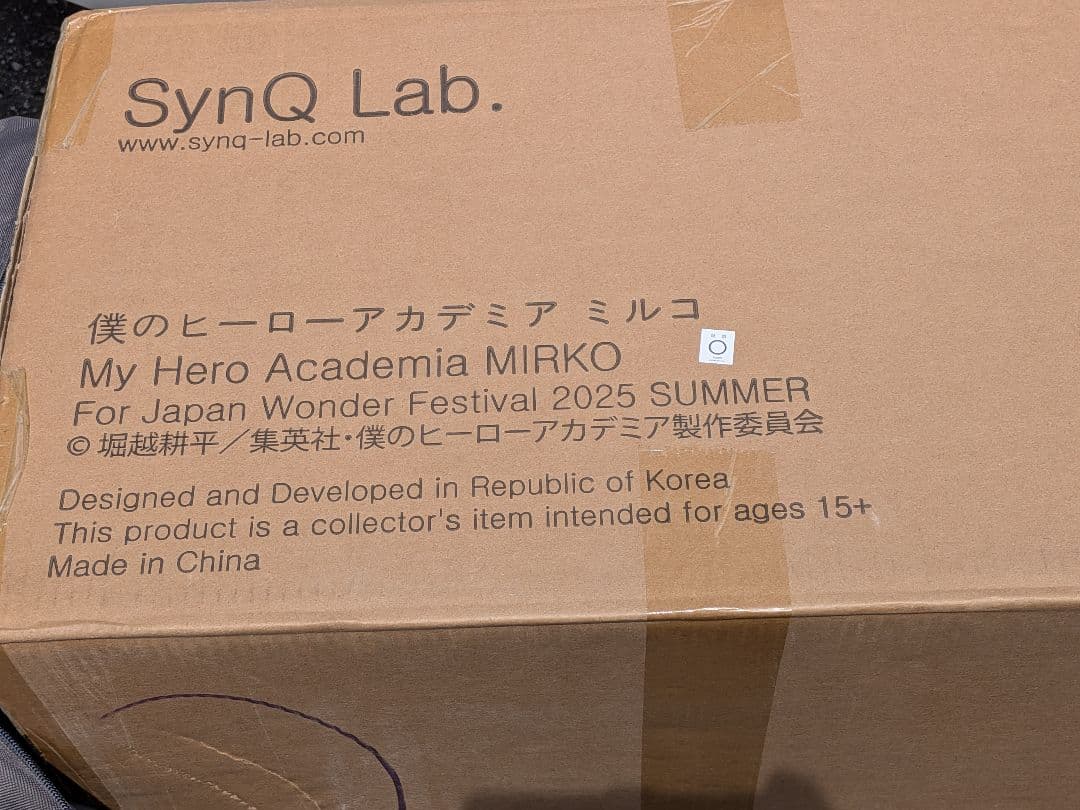 SynQ Lab.
www.synq-lab.com
僕のヒーローアカデミア ミルコ
My Hero Academia MIRKO
For Japan Wonder Festival 2025 SUMMER
© 堀越耕平／集英社・僕のヒーローアカデミア製作委員会
Designed and Developed in Republic of Korea
This product is a collector's item intended for ages 15+
Made in China